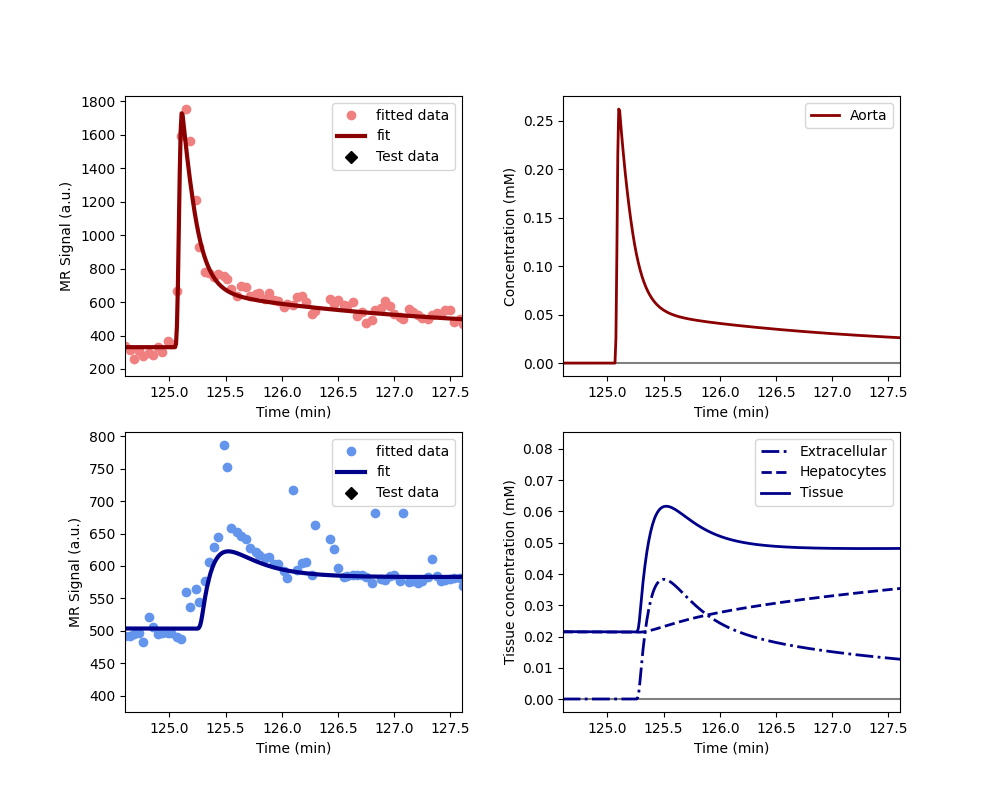 1800
1600
1400
1200
1000
800
600
400
200
MR Signal (a.u.)
125.0 125.5 126.0 126.5 127.0 127.5
Time (min)
fitted data
fit
Test data
0.25
0.20
0.15
0.10
0.05
0.00
Concentration (mM)
125.0 125.5 126.0 126.5 127.0 127.5
Time (min)
Aorta
800
750
700
650
600
550
500
450
400
MR Signal (a.u.)
125.0 125.5 126.0 126.5 127.0 127.5
Time (min)
fitted data
fit
Test data
0.08
0.07
0.06
0.05
0.04
0.03
0.02
0.01
0.00
Tissue concentration (mM)
125.0 125.5 126.0 126.5 127.0 127.5
Time (min)
Extracellular
Hepatocytes
Tissue